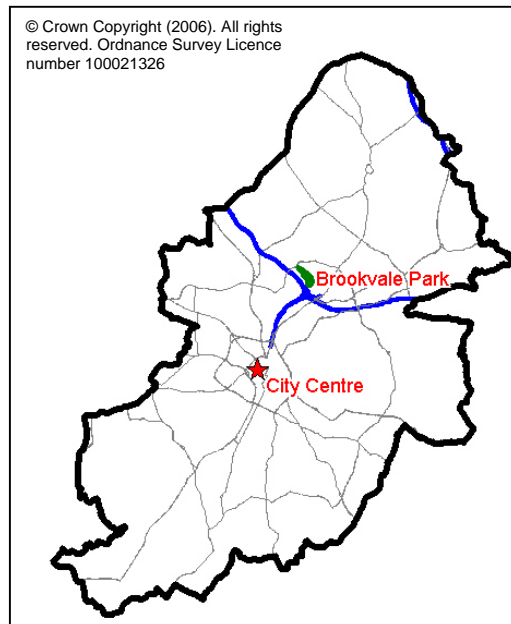 © Crown Copyright (2006). All rights
reserved. Ordnance Survey Licence
number 100021326
Brookvale Park
City Centre